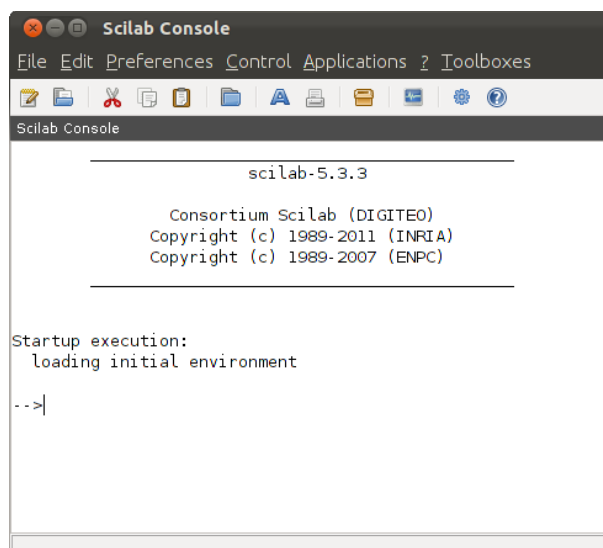 Scilab Console
File Edit Preferences Control Applications ? Toolboxes
Scilab Console
scilab-5.3.3
Consortium Scilab (DIGITEO)
Copyright (c) 1989-2011 (INRIA)
Copyright (c) 1989-2007 (ENPC)
Startup execution:
loading initial environment
-->